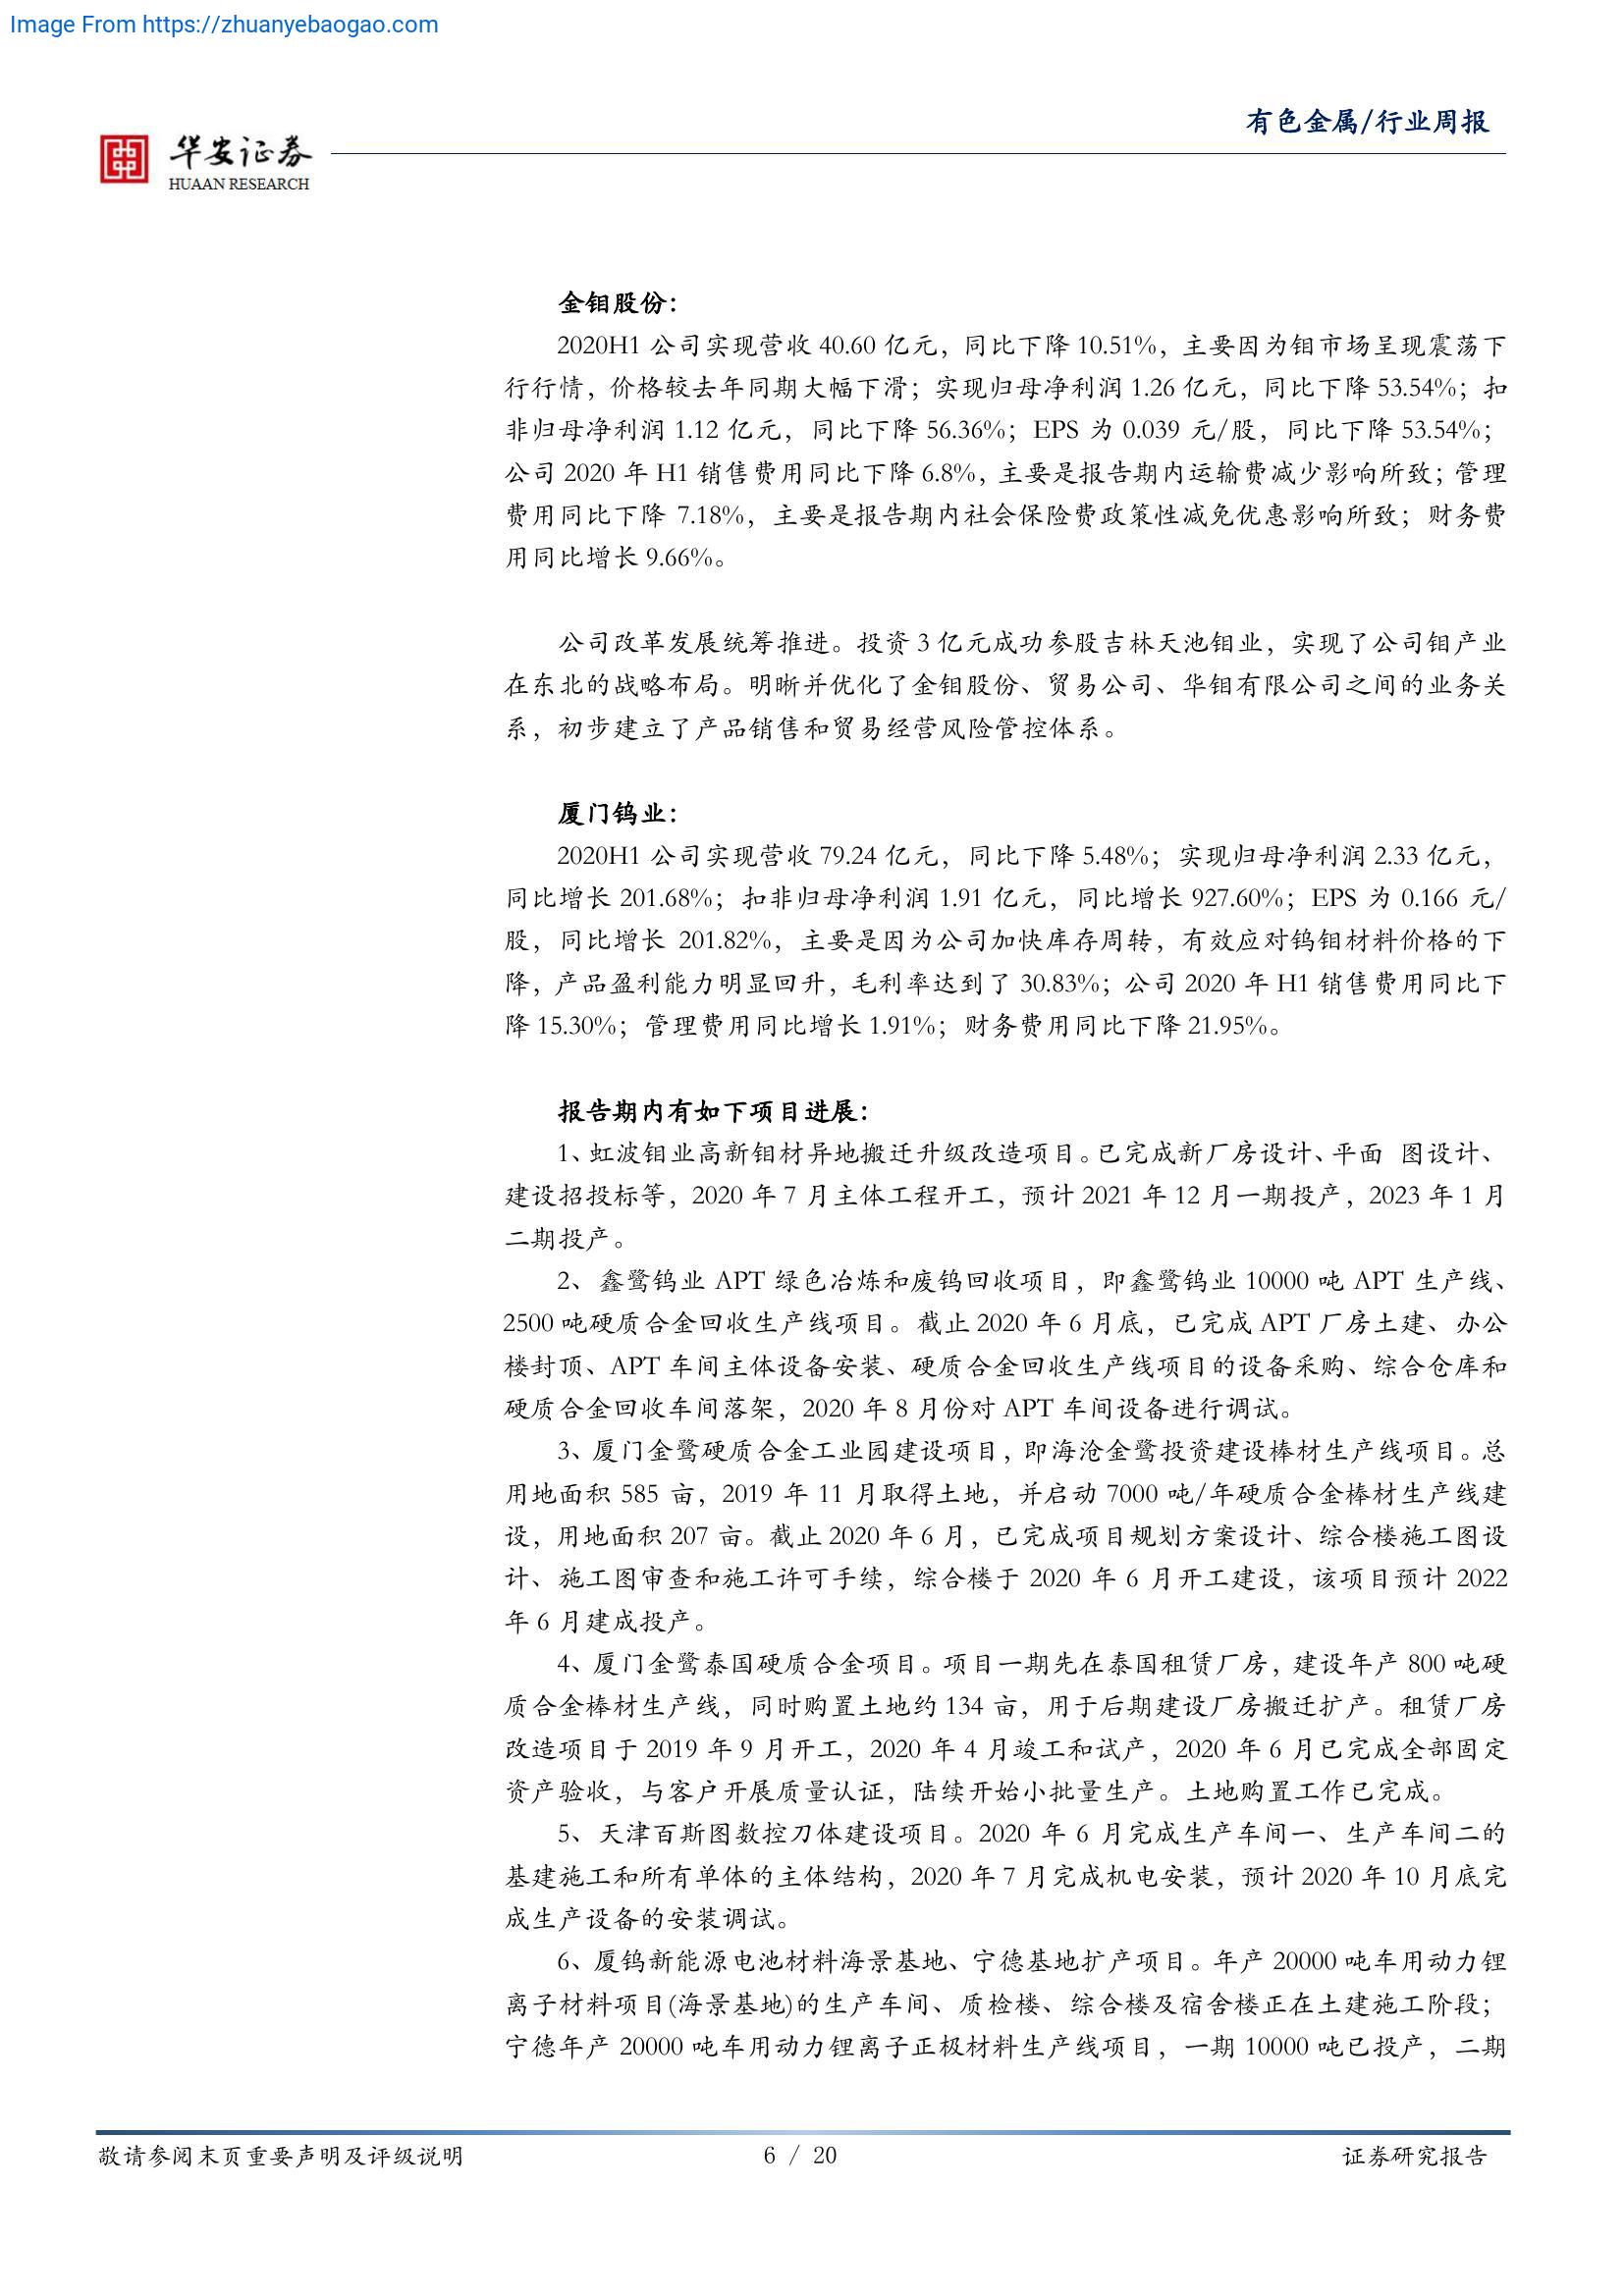 Image From https://zhuanyebaogao.com
有色金属/行业周报
华安证券
HUAAN RESEARCH
金钼股份：
2020H1 公司实现营收 40.60 亿元，同比下降 10.51%，主要因为钼市场呈现震荡下
行行情，价格较去年同期大幅下滑；实现归母净利润 1.26 亿元，同比下降 53.54%；扣
非归母净利润 1.12 亿元，同比下降 56.36%；EPS 为 0.039 元/股，同比下降 53.54%；
公司 2020 年 H1 销售费用同比下降 6.8%，主要是报告期内运输费减少影响所致；管理
费用同比下降 7.18%，主要是报告期内社会保险费政策性减免优惠影响所致；财务费
用同比增长 9.66%。
公司改革发展统筹推进。投资 3 亿元成功参股吉林天池钼业，实现了公司钼产业
在东北的战略布局。明晰并优化了金钼股份、贸易公司、华钼有限公司之间的业务关
系，初步建立了产品销售和贸易经营风险管控体系。
厦门钨业：
2020H1 公司实现营收 79.24 亿元，同比下降 5.48%；实现归母净利润 2.33 亿元，
同比增长 201.68%；扣非归母净利润 1.91 亿元，同比增长 927.60%；EPS 为 0.166 元/
股，同比增长 201.82%，主要是因为公司加快库存周转，有效应对钨钼材料价格的下
降，产品盈利能力明显回升，毛利率达到了 30.83%；公司 2020 年 H1 销售费用同比下
降 15.30%；管理费用同比增长 1.91%；财务费用同比下降 21.95%。
报告期内有如下项目进展：
1、虹波钼业高新钼材异地搬迁升级改造项目。已完成新厂房设计、平面 图设计、
建设招投标等，2020 年 7 月主体工程开工，预计 2021 年 12 月一期投产，2023 年 1 月
二期投产。
2、 鑫鹭钨业 APT 绿色冶炼和废钨回收项目，即鑫鹭钨业 10000 吨 APT 生产线、
2500 吨硬质合金回收生产线项目。截止 2020 年 6 月底，已完成 APT 厂房土建、办公
楼封顶、APT 车间主体设备安装、硬质合金回收生产线项目的设备采购、综合仓库和
硬质合金回收车间落架，2020 年 8 月份对 APT 车间设备进行调试。
3、厦门金鹭硬质合金工业园建设项目，即海沧金鹭投资建设棒材生产线项目。总
用地面积 585 亩，2019 年 11 月取得土地，并启动 7000 吨/年硬质合金棒材生产线建
设，用地面积 207 亩。截止 2020 年 6 月，已完成项目规划方案设计、综合楼施工图设
计、施工图审查和施工许可手续，综合楼于 2020 年 6 月开工建设，该项目预计 2022
年 6 月建成投产。
4、厦门金鹭泰国硬质合金项目。项目一期先在泰国租赁厂房，建设年产 800 吨硬
质合金棒材生产线，同时购置土地约 134 亩，用于后期建设厂房搬迁扩产。租赁厂房
改造项目于 2019 年 9 月开工，2020 年 4 月竣工和试产，2020 年 6 月已完成全部固定
资产验收，与客户开展质量认证，陆续开始小批量生产。土地购置工作已完成。
5、天津百斯图数控刀体建设项目。2020 年 6 月完成生产车间一、生产车间二的
基建施工和所有单体的主体结构，2020 年 7 月完成机电安装，预计 2020 年 10 月底完
成生产设备的安装调试。
6、厦钨新能源电池材料海景基地、宁德基地扩产项目。年产 20000 吨车用动力锂
离子材料项目(海景基地)的生产车间、质检楼、综合楼及宿舍楼正在土建施工阶段；
宁德年产 20000 吨车用动力锂离子正极材料生产线项目，一期 10000 吨已投产，二期
敬请参阅末页重要声明及评级说明
6 / 20
证券研究报告